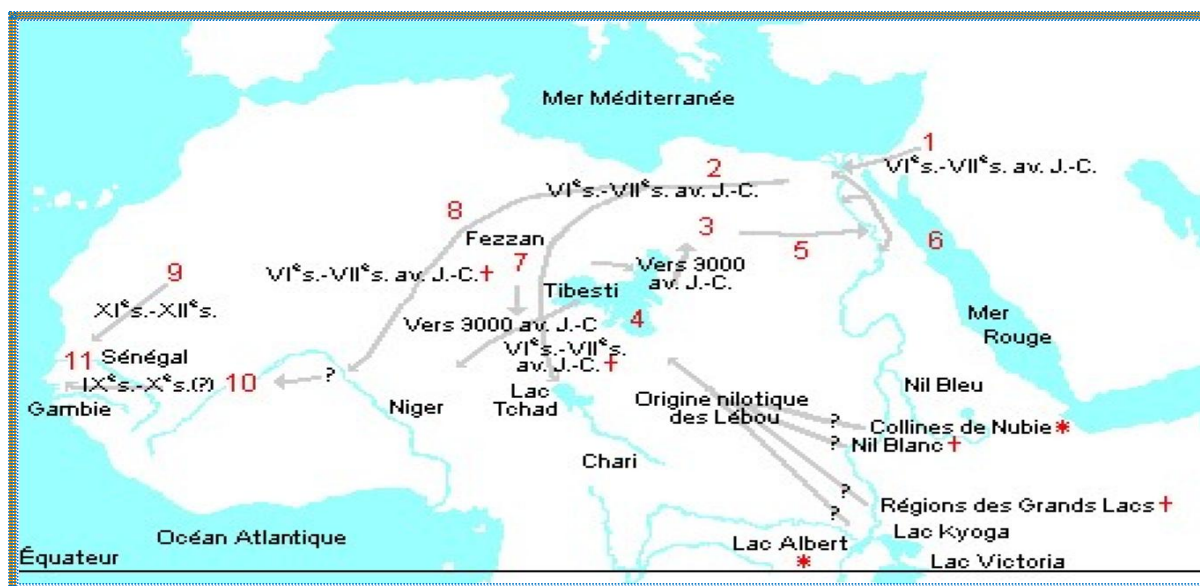 Mer Méditerranée
1
VIᵉs.-VIIᵉs. av. J.-C.
2
VIᵉs.-VIIᵉs. av. J.-C.
8
Fezzan
3
5
6
7
VIᵉs.-VIIᵉs. av. J.-C.†
Vers 3000
av. J.-C.
9
Tibesti
XIᵉs.-XIIᵉs.
4
Mer
Rouge
Vers 3000 av. J.-C
VIᵉs.-VIIᵉs.
av. J.-C.†
11
Sénégal
10
?
IXᵉs.-Xᵉs.(?)
Gambie
Niger
Lac
Tchad
Origine nilotique
des Lébou
Nil Bleu
?
Collines de Nubie*
?
Nil Blanc†
Chari
?
Régions des Grands Lacs†
?
Lac Kyoga
Océan Atlantique
Lac Albert
*
Équateur
Lac Victoria